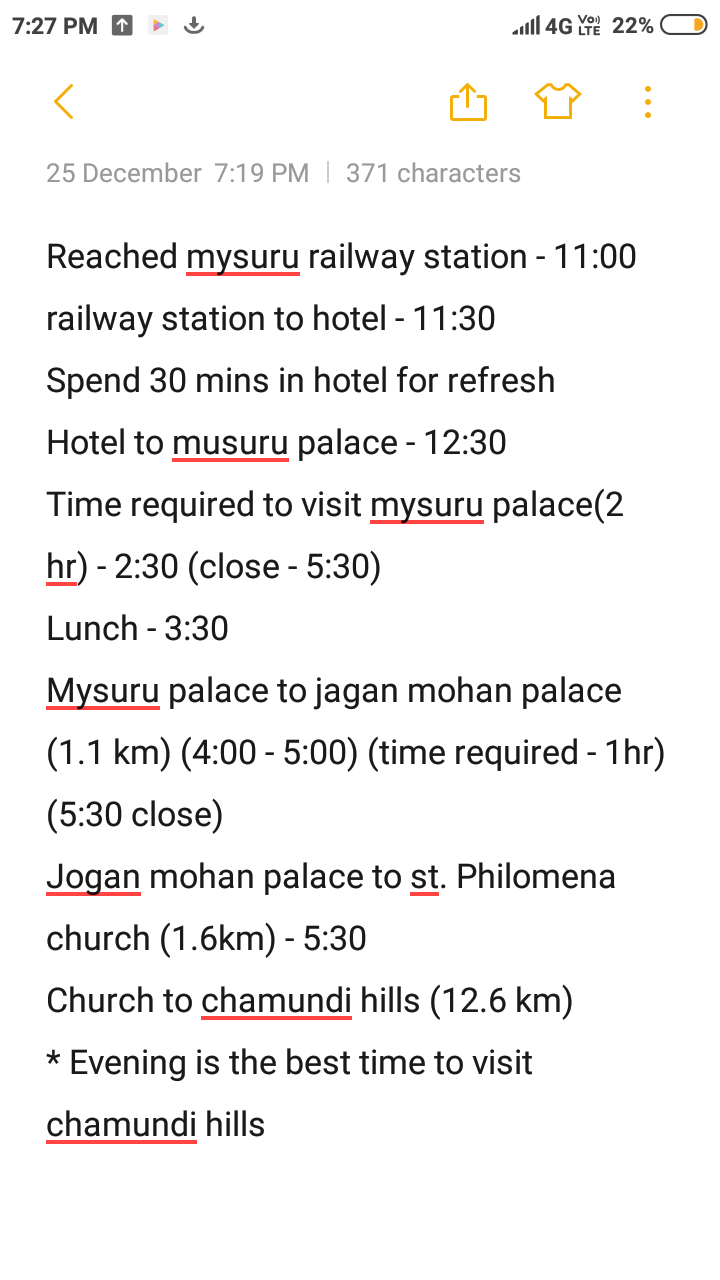 7:27 PM 4G Vo) LTE 22%
25 December 7:19 PM | 371 characters
Reached mysuru railway station - 11:00
railway station to hotel - 11:30
Spend 30 mins in hotel for refresh
Hotel to musuru palace - 12:30
Time required to visit mysuru palace(2
hr) - 2:30 (close - 5:30)
Lunch - 3:30
Mysuru palace to jagan mohan palace
(1.1 km) (4:00 - 5:00) (time required - 1hr)
(5:30 close)
Jogan mohan palace to st. Philomena
church (1.6km) - 5:30
Church to chamundi hills (12.6 km)
* Evening is the best time to visit
chamundi hills